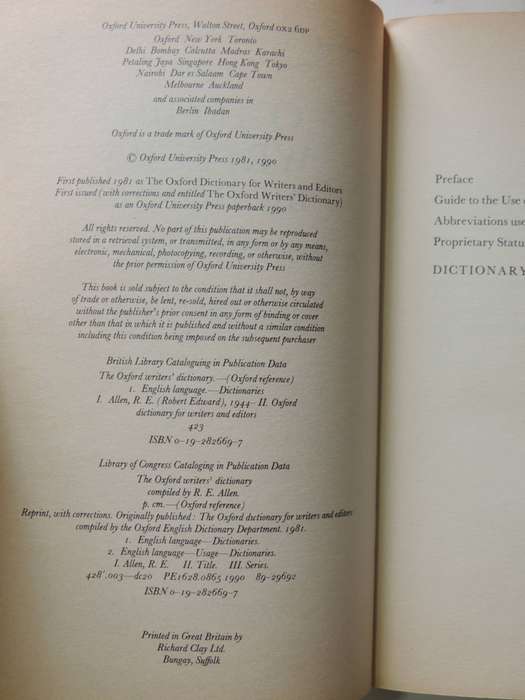 Oxford University Press, Walton Street, Oxford OX2 6DP
Oxford New York Toronto
Delhi Bombay Calcutta Madras Karachi
Petaling Jaya Singapore Hong Kong Tokyo
Nairobi Dar es Salaam Cape Town
Melbourne Auckland
and associated companies in
Berlin Ibadan
Oxford is a trade mark of Oxford University Press
© Oxford University Press 1981, 1990
First published 1981 as The Oxford Dictionary for Writers and Editors
First issued (with corrections and entitled The Oxford Writers' Dictionary)
as an Oxford University Press paperback 1990
All rights reserved. No part of this publication may be reproduced
stored in a retrieval system, or transmitted, in any form or by any means,
electronic, mechanical, photocopying, recording, or otherwise, without
the prior permission of Oxford University Press
This book is sold subject to the condition that it shall not, by way
of trade or otherwise, be lent, re-sold, hired out or otherwise circulated
without the publisher's prior consent in any form of binding or cover
other than that in which it is published and without a similar condition
including this condition being imposed on the subsequent purchaser
British Library Cataloguing in Publication Data
The Oxford writers' dictionary.—(Oxford reference)
1. English language.—Dictionaries
I. Allen, R. E. (Robert Edward), 1944– II. Oxford
dictionary for writers and editors
423
ISBN 0–19–282669–7
Library of Congress Cataloging in Publication Data
The Oxford writers' dictionary
compiled by R. E. Allen.
p. cm.—(Oxford reference)
Reprint, with corrections. Originally published: The Oxford dictionary for writers and editors
compiled by the Oxford English Dictionary Department. 1981.
1. English language—Dictionaries.
2. English language—Usage—Dictionaries.
I. Allen, R. E. II. Title. III. Series.
428'.003—dc20 PE1628.O865 1990 89–29692
ISBN 0–19–282669–7
Printed in Great Britain by
Richard Clay Ltd.
Bungay, Suffolk
Preface
Guide to the Use
Abbreviations use
Proprietary Statu
DICTIONARY